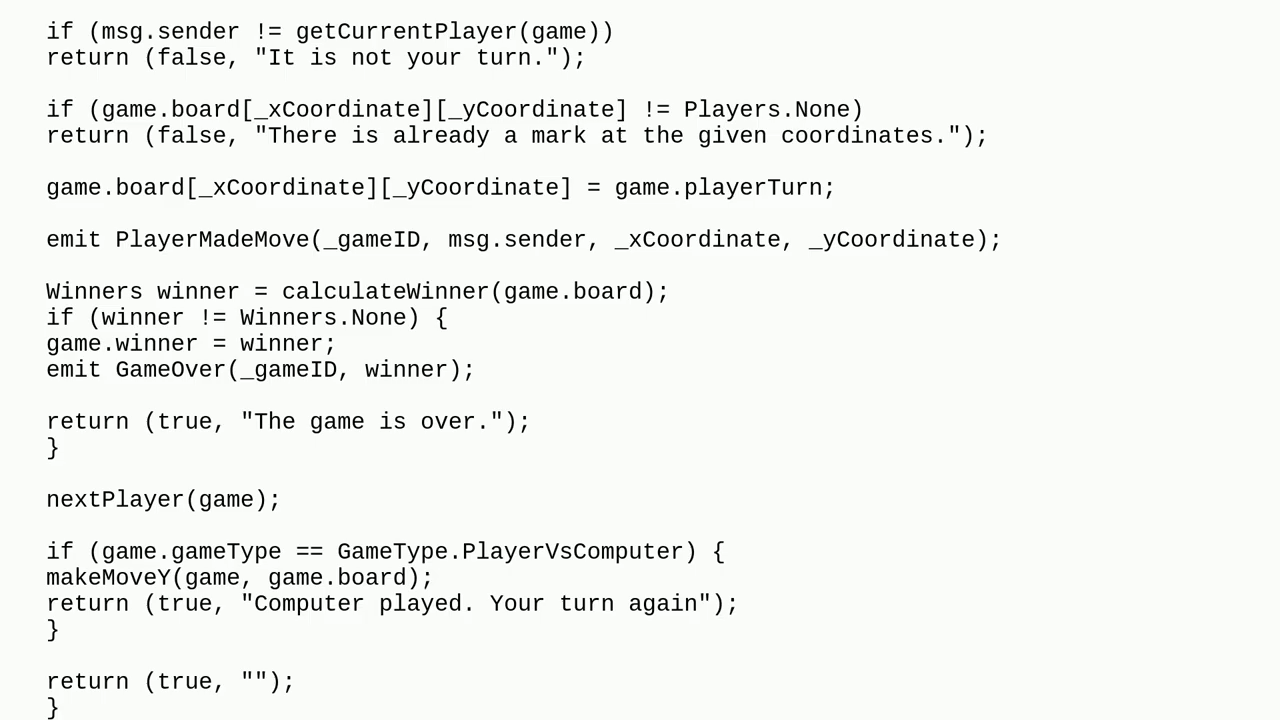 if (msg.sender != getCurrentPlayer(game))
return (false, "It is not your turn.");
if (game.board[_xCoordinate][_yCoordinate] != Players.None)
return (false, "There is already a mark at the given coordinates.");
game.board[_xCoordinate][_yCoordinate] = game.playerTurn;
emit PlayerMadeMove(_gameID, msg.sender, _xCoordinate, _yCoordinate);
Winners winner = calculateWinner(game.board);
if (winner != Winners.None) {
game.winner = winner;
emit GameOver(_gameID, winner);
return (true, "The game is over.");
}
nextPlayer(game);
if (game.gameType == GameType.PlayerVsComputer) {
makeMoveY(game, game.board);
return (true, "Computer played. Your turn again");
}
return (true, "");
}